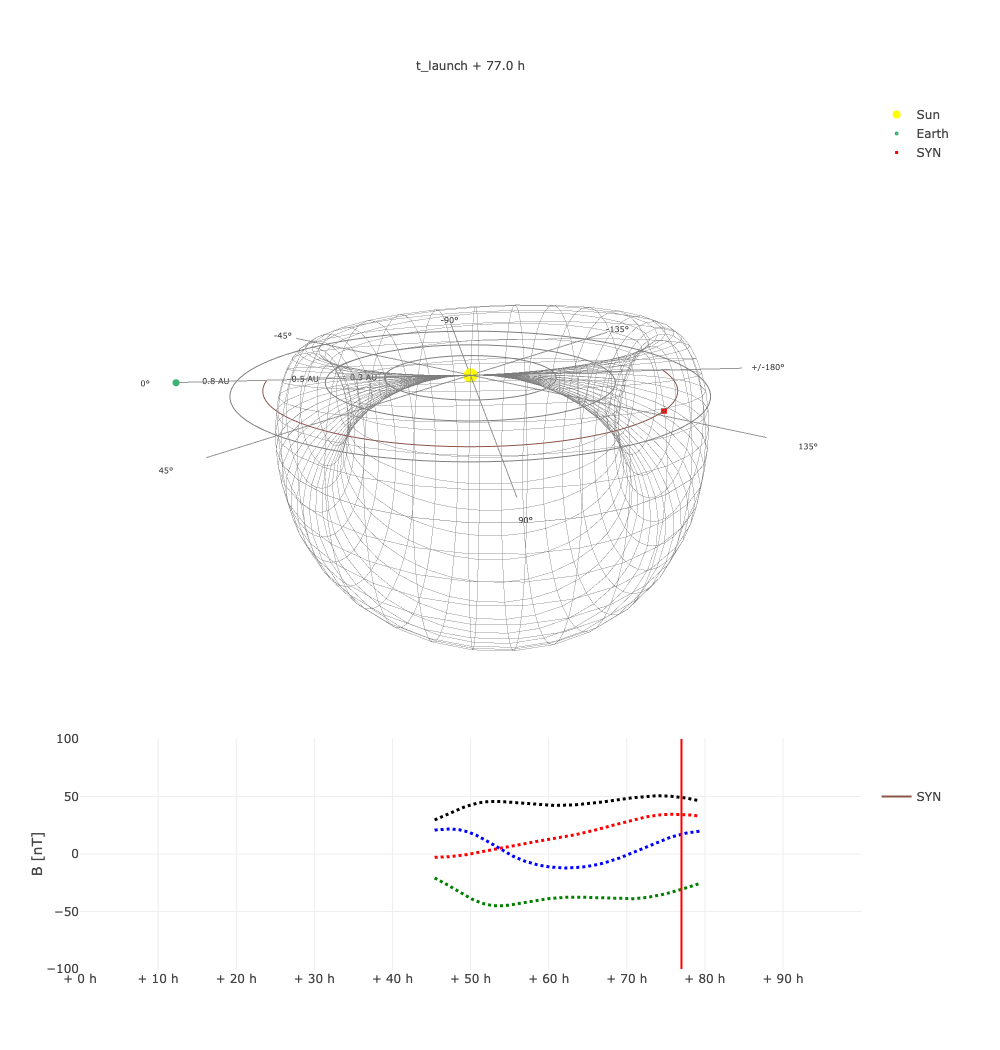 t_launch + 77.0 h
Sun
Earth
SYN
-90°
-135°
-45°
+/-180°
0°
0.8 AU
0.5 AU
0.3 AU
135°
45°
90°
100
50
0
−50
−100
B [nT]
SYN
+ 0 h
+ 10 h
+ 20 h
+ 30 h
+ 40 h
+ 50 h
+ 60 h
+ 70 h
+ 80 h
+ 90 h